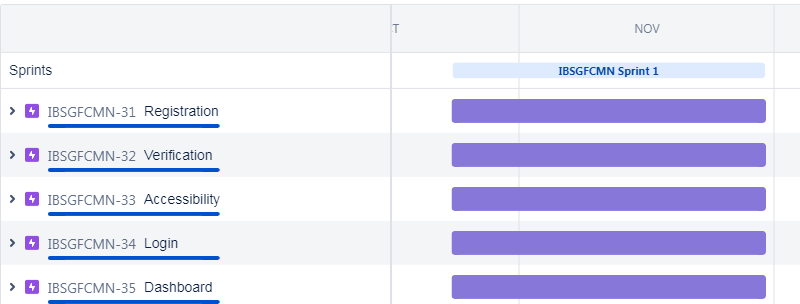 T
NOV
Sprints
IBSGFCMN Sprint 1
IBSGFCMN-31 Registration
IBSGFCMN-32 Verification
IBSGFCMN-33 Accessibility
IBSGFCMN-34 Login
IBSGFCMN-35 Dashboard